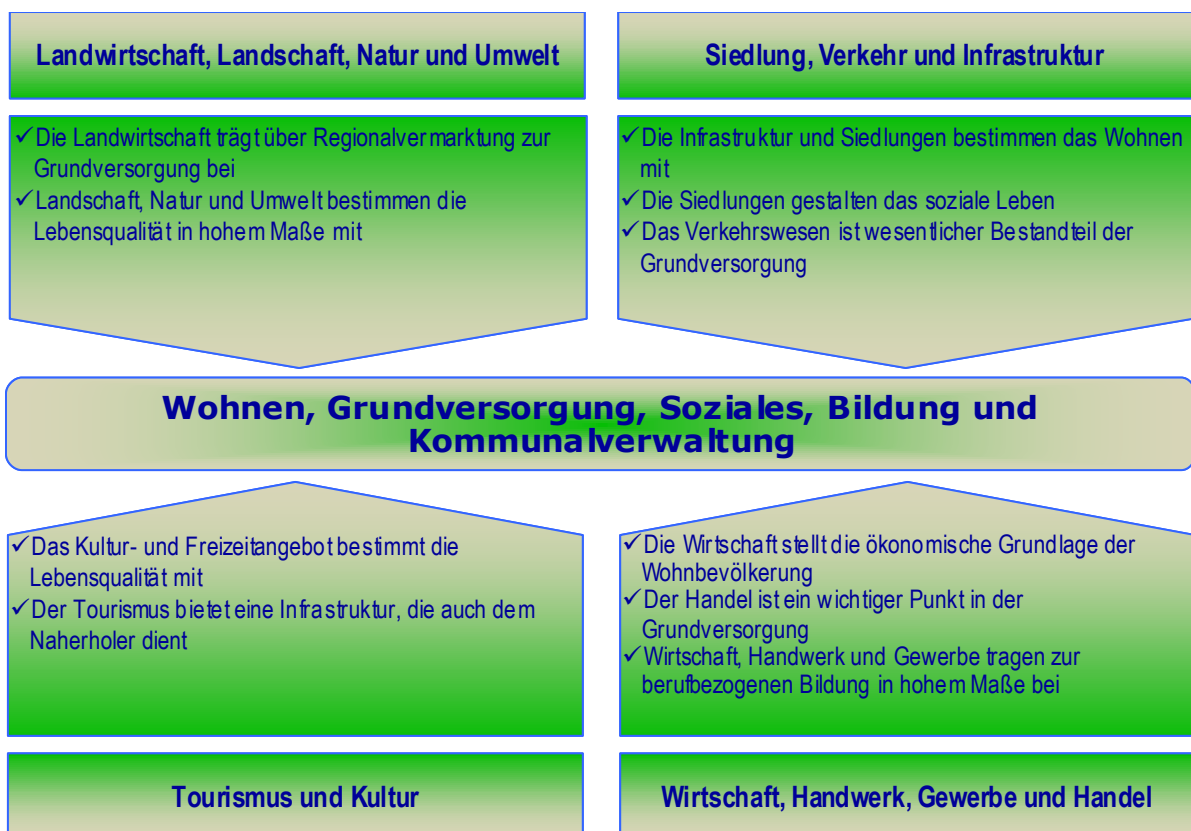 Landwirtschaft, Landschaft, Natur und Umwelt
✓Die Landwirtschaft trägt über Regionalvermarktung zur
Grundversorgung bei
✓Landschaft, Natur und Umwelt bestimmen die
Lebensqualität in hohem Maße mit
Siedlung, Verkehr und Infrastruktur
✓Die Infrastruktur und Siedlungen bestimmen das Wohnen
mit
✓Die Siedlungen gestalten das soziale Leben
✓Das Verkehrswesen ist wesentlicher Bestandteil der
Grundversorgung
Wohnen, Grundversorgung, Soziales, Bildung und
Kommunalverwaltung
✓Das Kultur- und Freizeitangebot bestimmt die
Lebensqualität mit
✓Der Tourismus bietet eine Infrastruktur, die auch dem
Naherholer dient
Tourismus und Kultur
✓Die Wirtschaft stellt die ökonomische Grundlage der
Wohnbevölkerung
✓Der Handel ist ein wichtiger Punkt in der
Grundversorgung
✓Wirtschaft, Handwerk und Gewerbe tragen zur
berufbezogenen Bildung in hohem Maße bei
Wirtschaft, Handwerk, Gewerbe und Handel